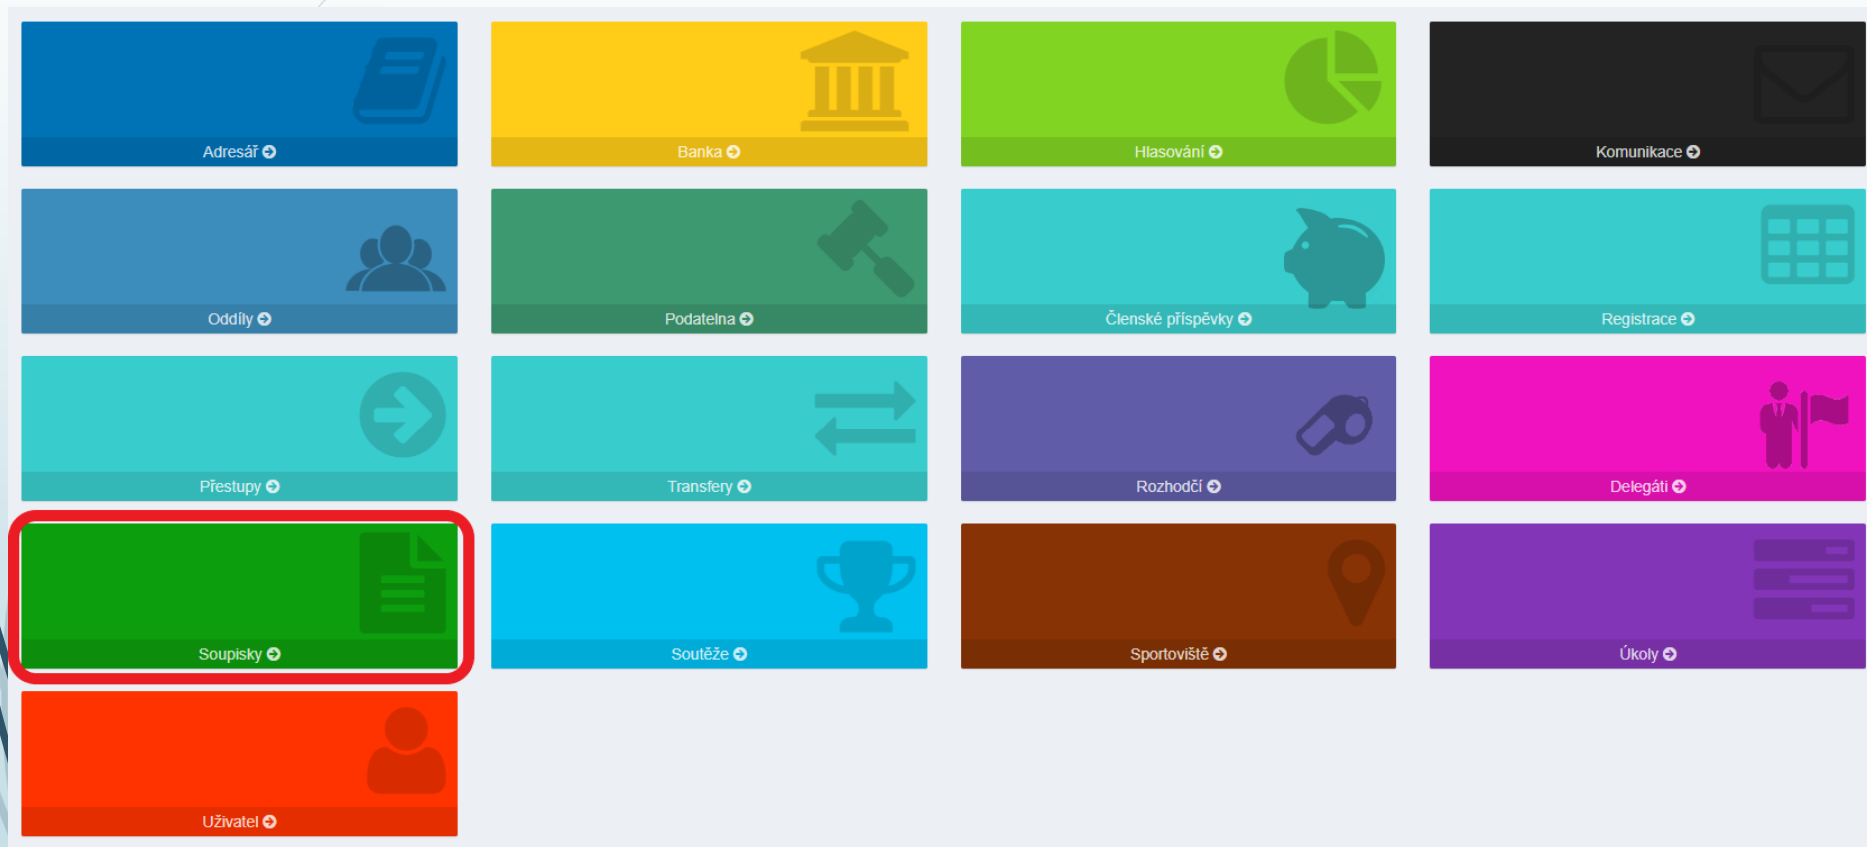 Adresář
Banka
Hlasování
Komunikace
Oddíly
Podatelna
Členské příspěvky
Registrace
Přestupy
Transfery
Rozhodčí
Delegáti
Soupisky
Soutěže
Sportoviště
Úkoly
Uživatel